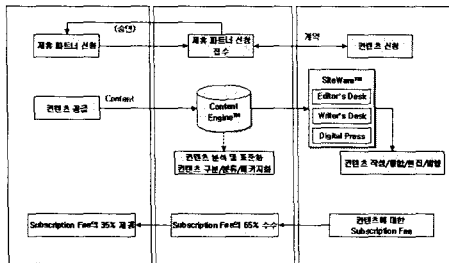 (승인)
제휴 파트너 신청
제휴 파트너 신청
접수
계약
컨텐츠 신청
SiteWare™
Editor's Desk
Writer's Desk
Digital Press
컨텐츠 공급
Content
Content
Engine™
컨텐츠 분석 및 표준화
컨텐츠 구분/분류/패키지화
컨텐츠 작성/통합/편집/발행
Subscription Fee의 35% 제공
Subscription Fee의 65% 수수
컨텐츠에 대한
Subscription Fee